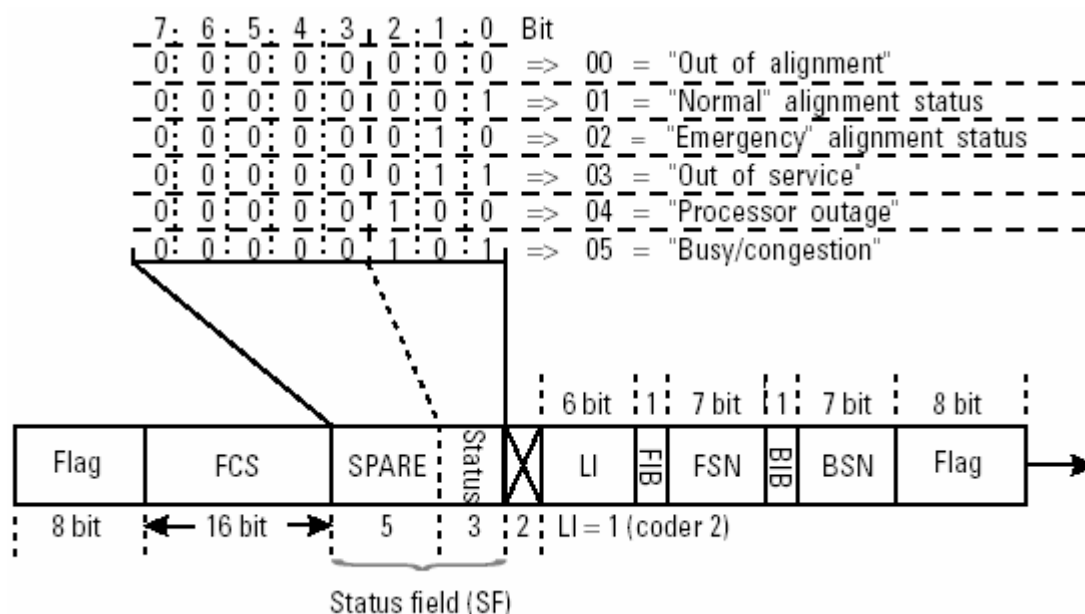 7 6 5 4 3 2 1 0 Bit
0 0 0 0 0 0 0 0 => 00 = "Out of alignment"
0 0 0 0 0 0 0 1 => 01 = "Normal" alignment status
0 0 0 0 0 0 1 0 => 02 = "Emergency" alignment status
0 0 0 0 0 0 1 1 => 03 = "Out of service"
0 0 0 0 0 1 0 0 => 04 = "Processor outage"
0 0 0 0 0 1 0 1 => 05 = "Busy/congestion"
6 bit 1 7 bit 1 7 bit 8 bit
Flag FCS SPARE Status LI FIB FSN BIB BSN Flag
8 bit 16 bit 5 3 2 LI = 1 (coder 2)
Status field (SF)